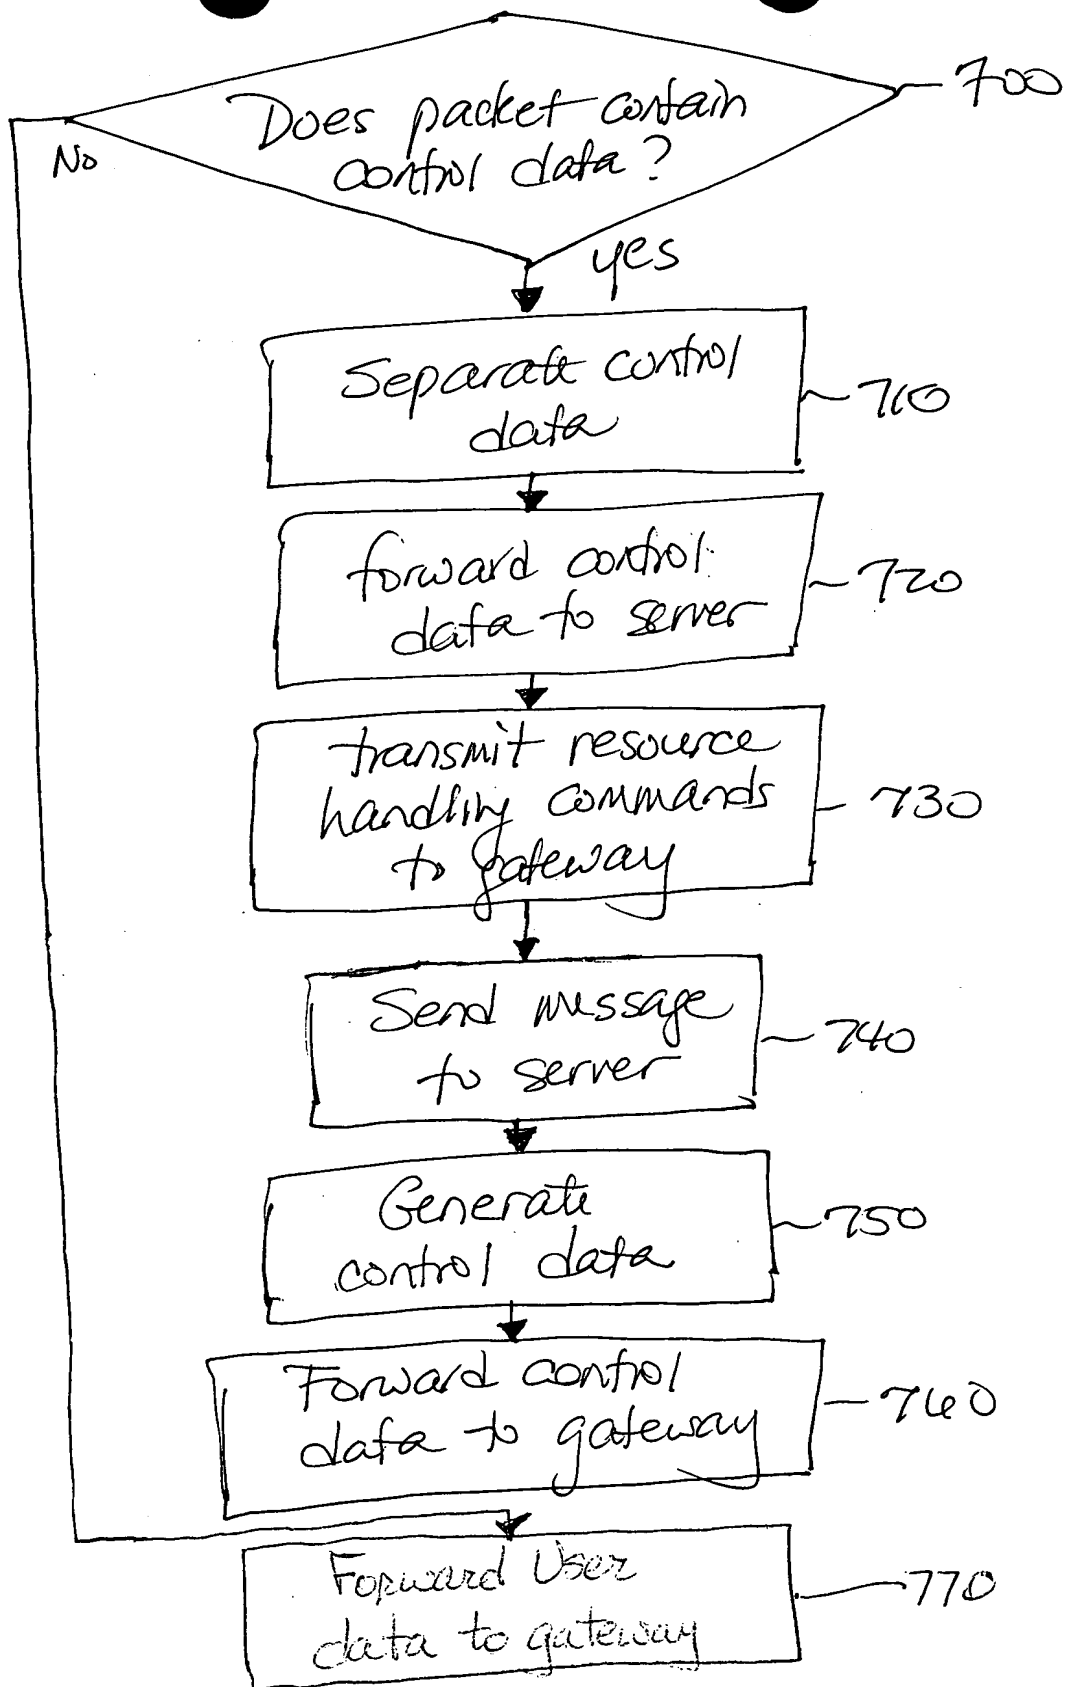 Does packet contain
700
control data?
No
yes
Separate control
data
710
forward control
data to server
720
transmit resource
handling commands
to gateway
730
Send message
to server
740
Generate
control data
750
Forward control
data to gateway
760
Forward User
data to gateway
770